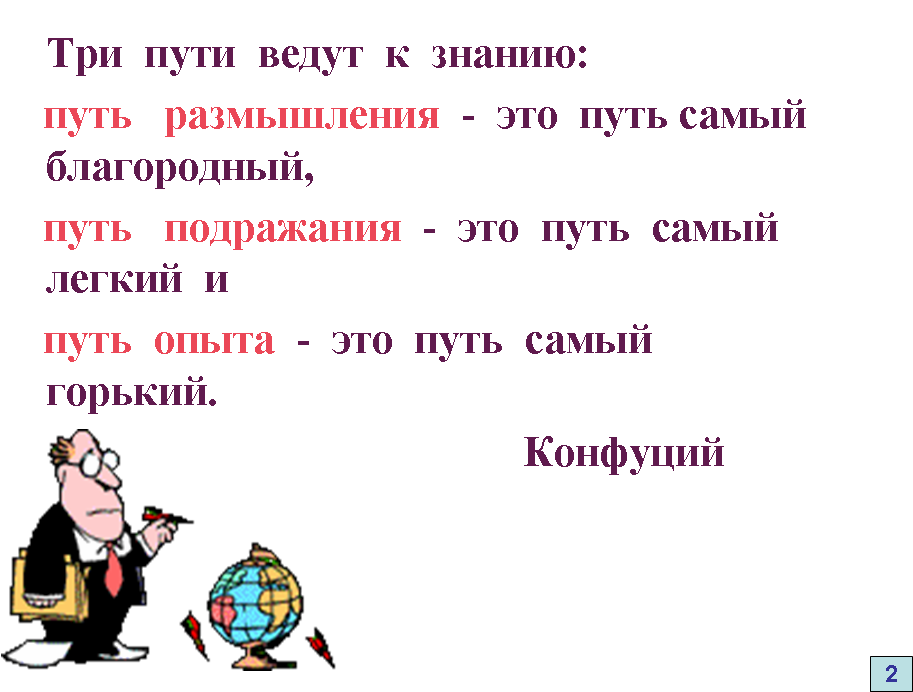 Три пути ведут к знанию:
путь размышления - это путь самый
благородный,
путь подражания - это путь самый
легкий и
путь опыта - это путь самый
горький.
Конфуций
2